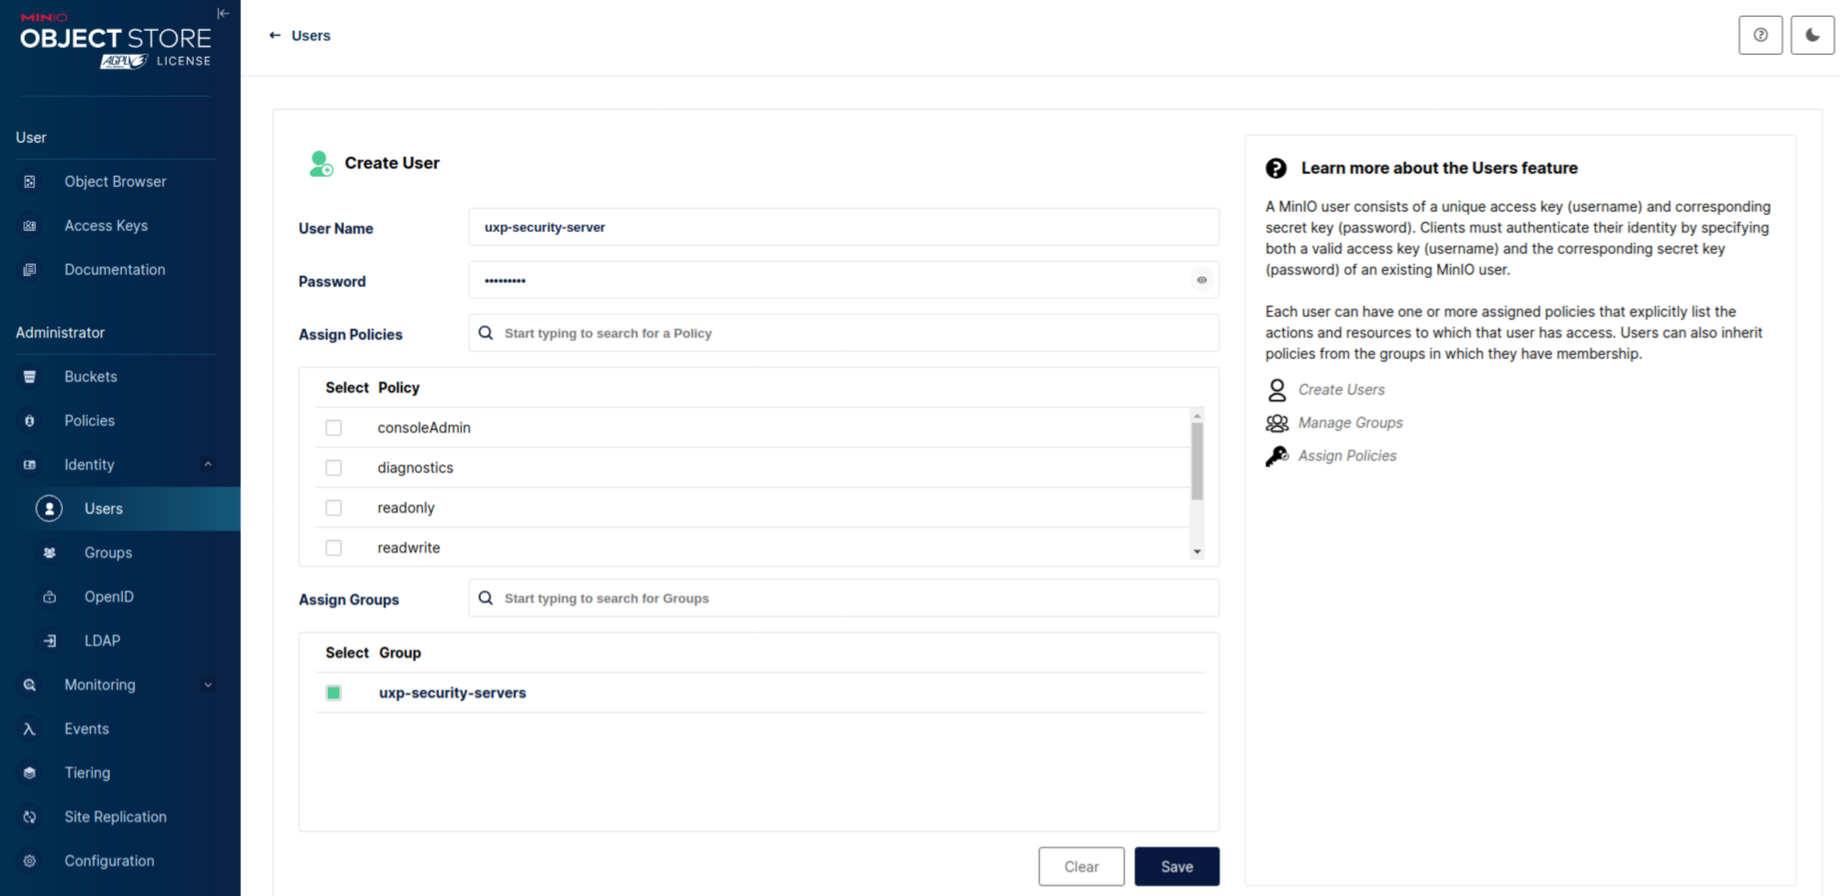 MINIO
OBJECT STORE
AGPLv3 LICENSE
User
Object Browser
Access Keys
Documentation
Administrator
Buckets
Policies
Identity
Users
Groups
OpenID
LDAP
Monitoring
Events
Tiering
Site Replication
Configuration
Users
Create User
User Name
uxp-security-server
Password
•••••••••
Assign Policies
Start typing to search for a Policy
Select Policy
consoleAdmin
diagnostics
readonly
readwrite
Assign Groups
Start typing to search for Groups
Select Group
uxp-security-servers
Clear
Save
Learn more about the Users feature
A MinIO user consists of a unique access key (username) and corresponding
secret key (password). Clients must authenticate their identity by specifying
both a valid access key (username) and the corresponding secret key
(password) of an existing MinIO user.
Each user can have one or more assigned policies that explicitly list the
actions and resources to which that user has access. Users can also inherit
policies from the groups in which they have membership.
Create Users
Manage Groups
Assign Policies